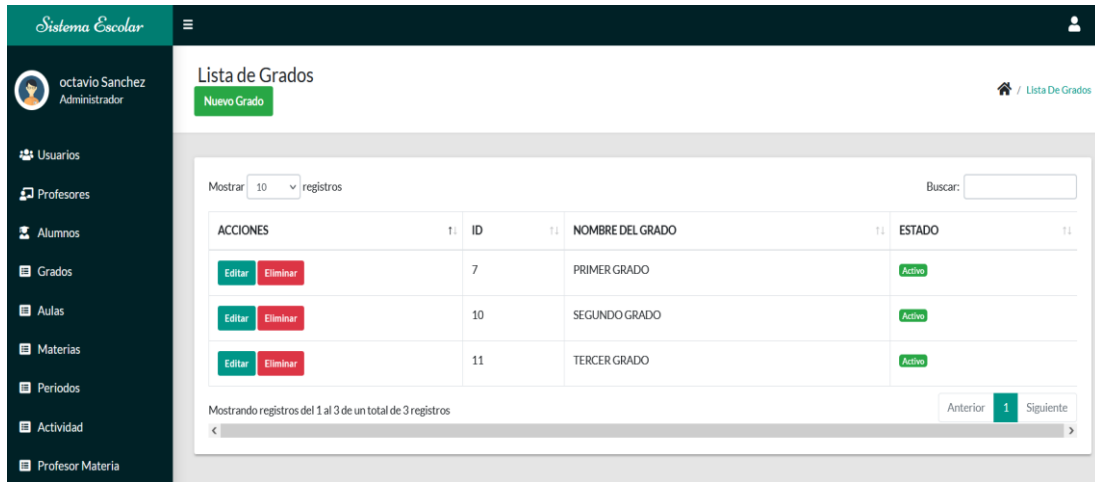 Sistema Escolar
octavio Sanchez
Administrador
Usuarios
Profesores
Alumnos
Grados
Aulas
Materias
Periodos
Actividad
Profesor Materia
Lista de Grados
Nuevo Grado
/ Lista De Grados
Mostrar 10 registros
Buscar:
ACCIONES ID NOMBRE DEL GRADO ESTADO
Editar Eliminar 7 PRIMER GRADO Activo
Editar Eliminar 10 SEGUNDO GRADO Activo
Editar Eliminar 11 TERCER GRADO Activo
Mostrando registros del 1 al 3 de un total de 3 registros
Anterior 1 Siguiente